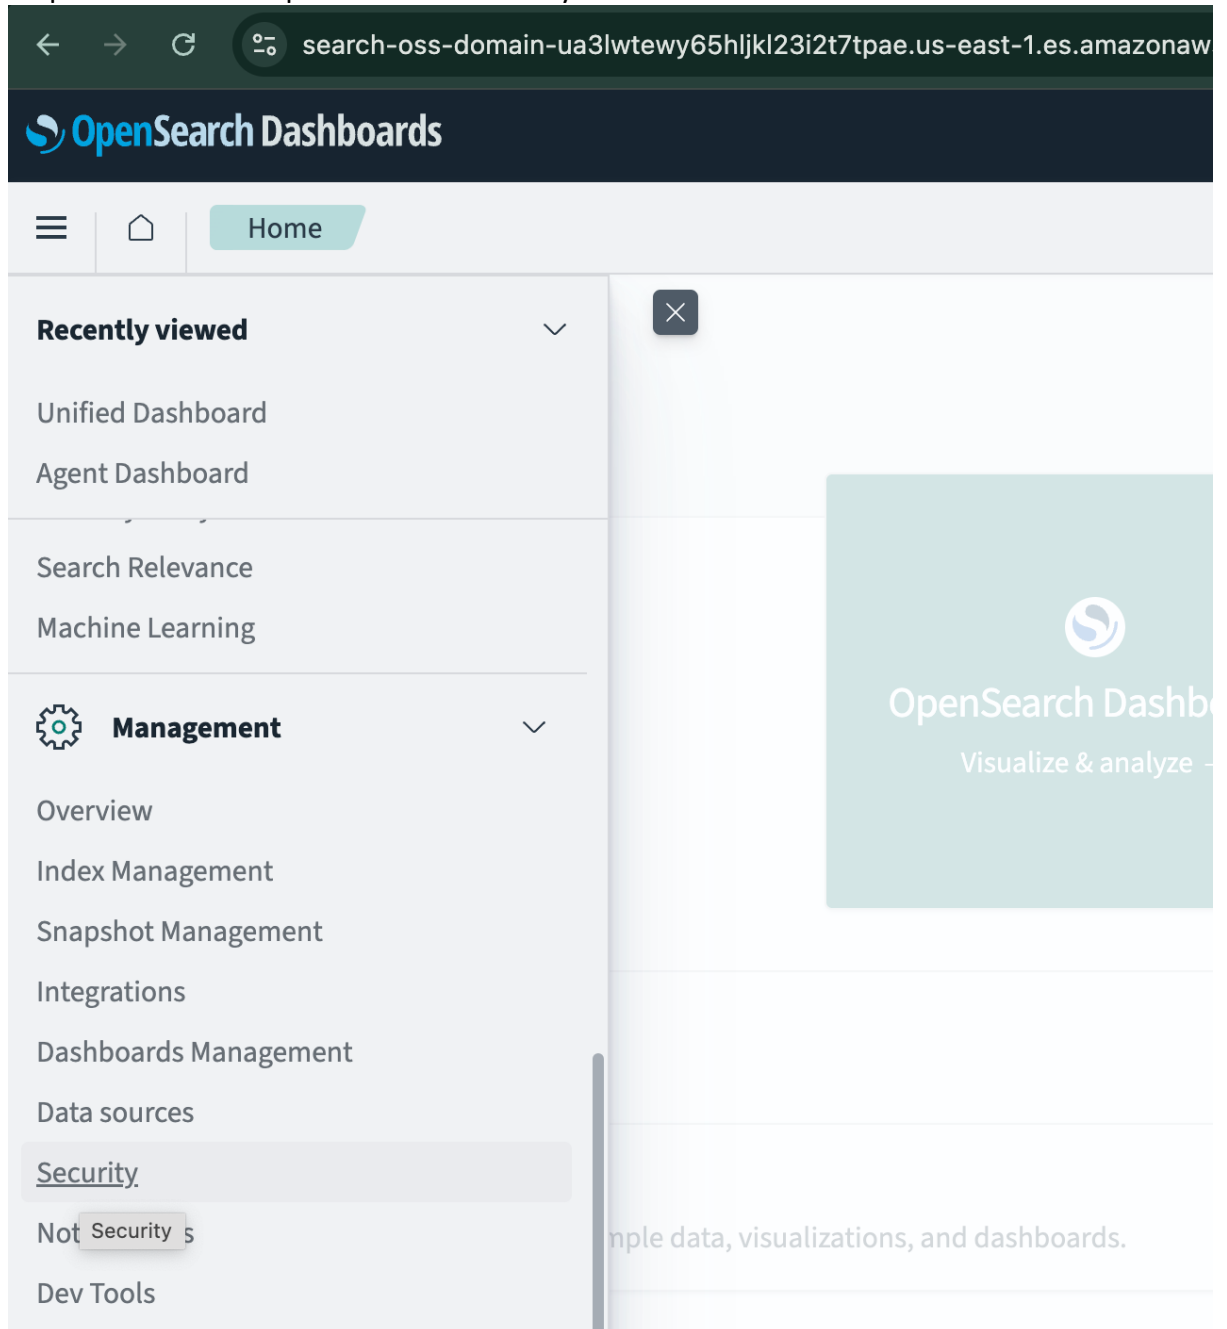 search-oss-domain-ua3lwtewy65hljkl23i2t7tpae.us-east-1.es.amazonaw
OpenSearch Dashboards
Home
Recently viewed
Unified Dashboard
Agent Dashboard
Search Relevance
Machine Learning
Management
Overview
Index Management
Snapshot Management
Integrations
Dashboards Management
Data sources
Security
Security
Dev Tools
OpenSearch Dashb
Visualize & analyze
data, visualizations, and dashboards.